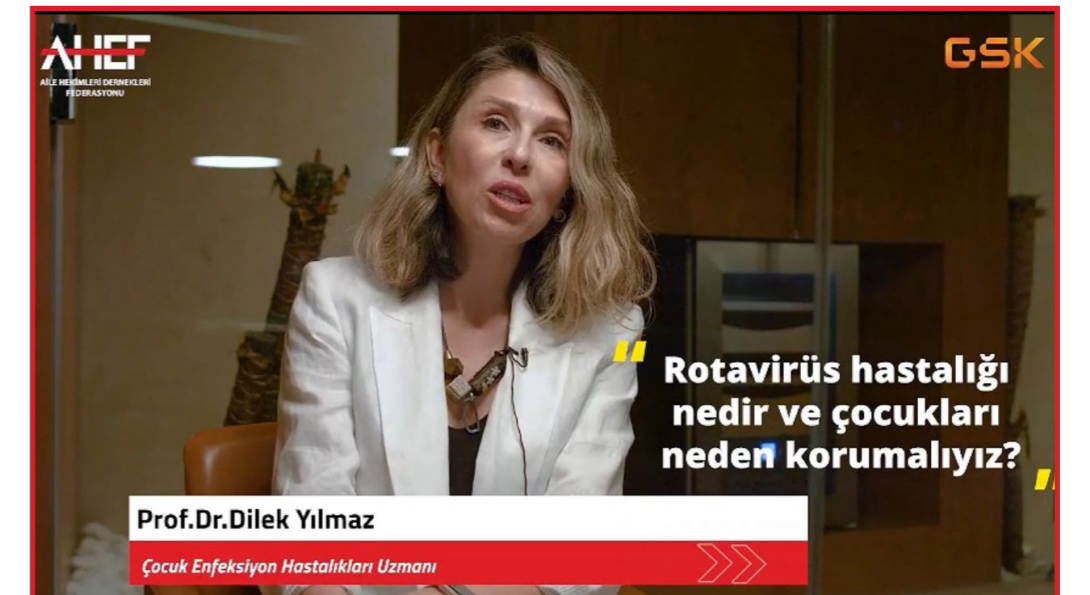 AHEF
AİLE HEKİMLERİ DERNEKLERİ
FEDERASYONU
GSK
Rotavirüs hastalığı
nedir ve çocukları
neden korumalıyız?
Prof.Dr.Dilek Yılmaz
Çocuk Enfeksiyon Hastalıkları Uzmanı